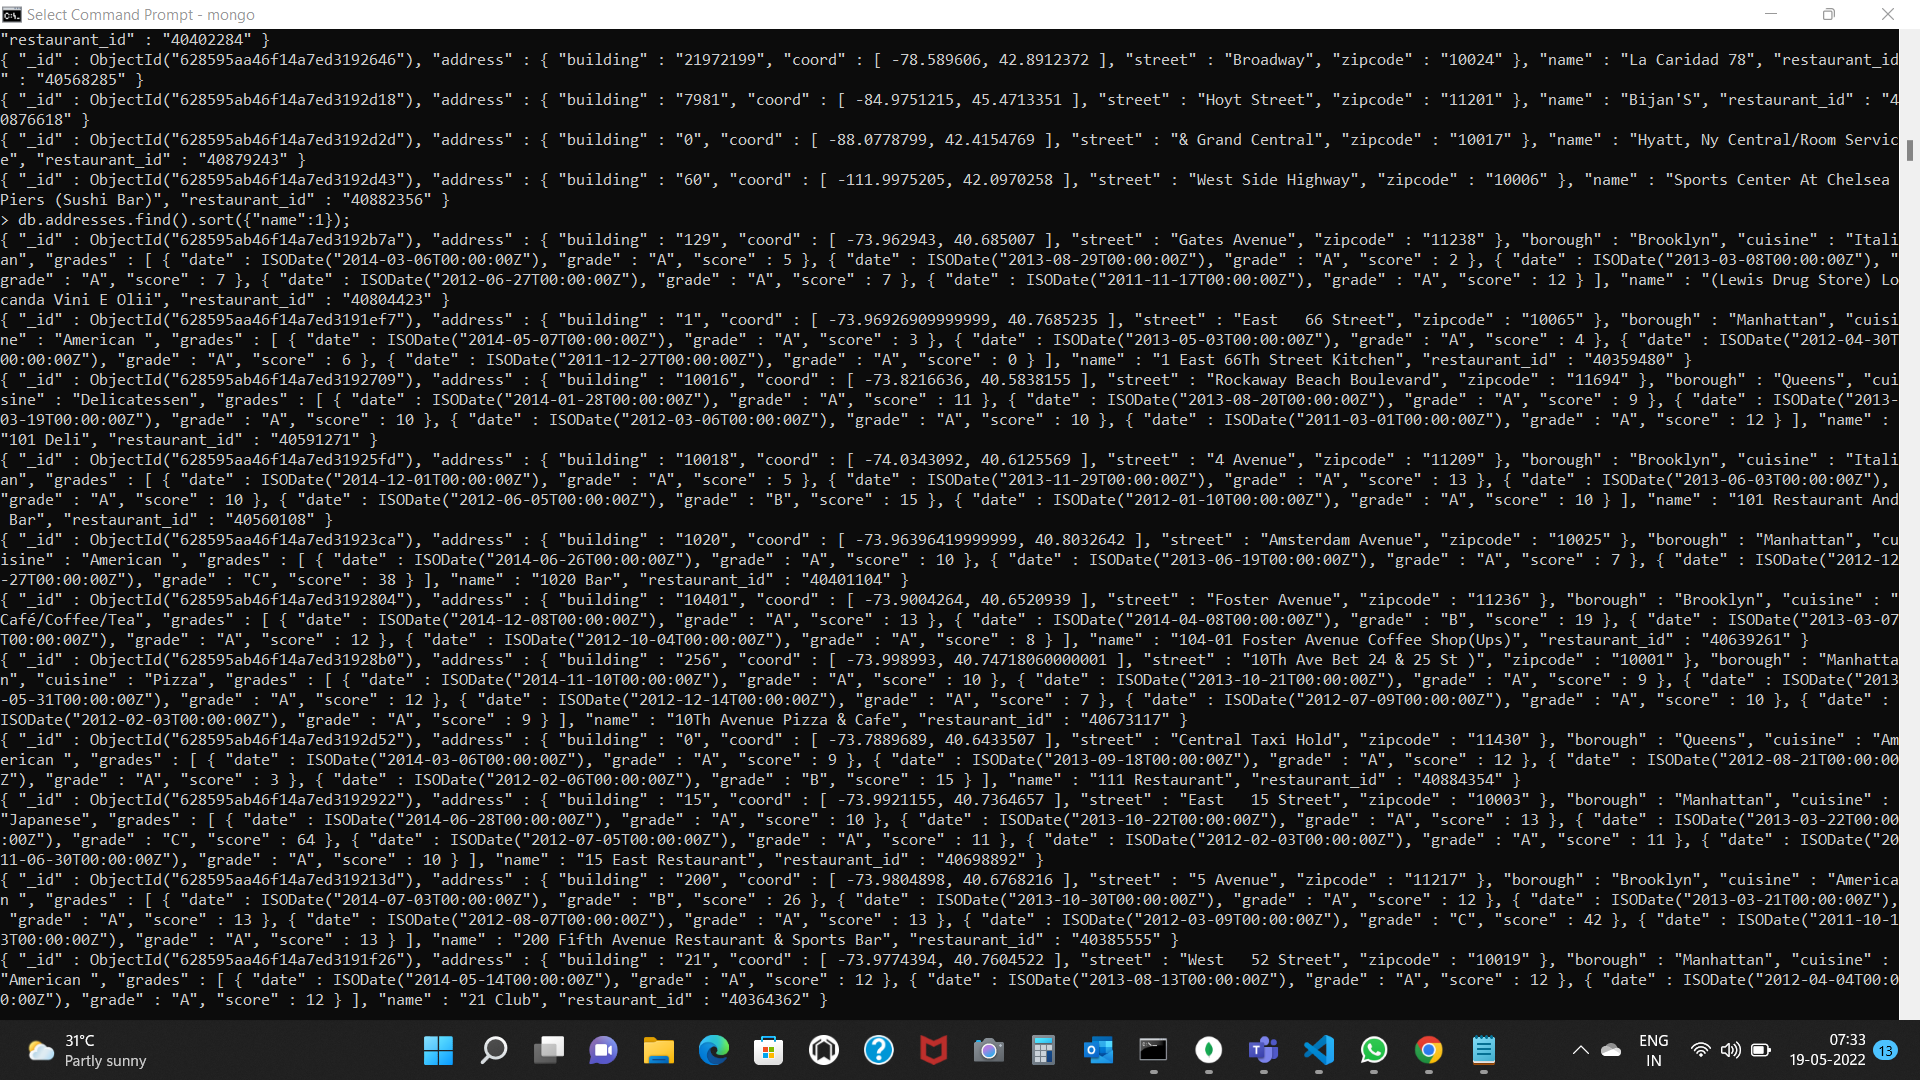 Select Command Prompt - mongo
"restaurant_id" : "40402284" }
{ "_id" : ObjectId("628595aa46f14a7ed3192646"), "address" : { "building" : "21972199", "coord" : [ -78.589606, 42.8912372 ], "street" : "Broadway", "zipcode" : "10024" }, "name" : "La Caridad 78", "restaurant_id
" : "40568285" }
{ "_id" : ObjectId("628595ab46f14a7ed3192d18"), "address" : { "building" : "7981", "coord" : [ -84.9751215, 45.4713351 ], "street" : "Hoyt Street", "zipcode" : "11201" }, "name" : "Bijan'S", "restaurant_id" : "4
0876618" }
{ "_id" : ObjectId("628595ab46f14a7ed3192d2d"), "address" : { "building" : "0", "coord" : [ -88.0778799, 42.4154769 ], "street" : "& Grand Central", "zipcode" : "10017" }, "name" : "Hyatt, Ny Central/Room Servic
e", "restaurant_id" : "40879243" }
{ "_id" : ObjectId("628595ab46f14a7ed3192d43"), "address" : { "building" : "60", "coord" : [ -111.9975205, 42.0970258 ], "street" : "West Side Highway", "zipcode" : "10006" }, "name" : "Sports Center At Chelsea
Piers (Sushi Bar)", "restaurant_id" : "40882356" }
> db.addresses.find().sort({"name":1});
{ "_id" : ObjectId("628595ab46f14a7ed3192b7a"), "address" : { "building" : "129", "coord" : [ -73.962943, 40.685007 ], "street" : "Gates Avenue", "zipcode" : "11238" }, "borough" : "Brooklyn", "cuisine" : "Itali
an", "grades" : [ { "date" : ISODate("2014-03-06T00:00:00Z"), "grade" : "A", "score" : 5 }, { "date" : ISODate("2013-08-29T00:00:00Z"), "grade" : "A", "score" : 2 }, { "date" : ISODate("2013-03-08T00:00:00Z"), "
grade" : "A", "score" : 7 }, { "date" : ISODate("2012-06-27T00:00:00Z"), "grade" : "A", "score" : 7 }, { "date" : ISODate("2011-11-17T00:00:00Z"), "grade" : "A", "score" : 12 } ], "name" : "(Lewis Drug Store) Lo
canda Vini E Olii", "restaurant_id" : "40804423" }
{ "_id" : ObjectId("628595aa46f14a7ed3191ef7"), "address" : { "building" : "1", "coord" : [ -73.96926909999999, 40.7685235 ], "street" : "East   66 Street", "zipcode" : "10065" }, "borough" : "Manhattan", "cuisi
ne" : "American ", "grades" : [ { "date" : ISODate("2014-05-07T00:00:00Z"), "grade" : "A", "score" : 3 }, { "date" : ISODate("2013-05-03T00:00:00Z"), "grade" : "A", "score" : 4 }, { "date" : ISODate("2012-04-30T
00:00:00Z"), "grade" : "A", "score" : 6 }, { "date" : ISODate("2011-12-27T00:00:00Z"), "grade" : "A", "score" : 0 } ], "name" : "1 East 66Th Street Kitchen", "restaurant_id" : "40359480" }
{ "_id" : ObjectId("628595aa46f14a7ed3192709"), "address" : { "building" : "10016", "coord" : [ -73.8216636, 40.5838155 ], "street" : "Rockaway Beach Boulevard", "zipcode" : "11694" }, "borough" : "Queens", "cui
sine" : "Delicatessen", "grades" : [ { "date" : ISODate("2014-01-28T00:00:00Z"), "grade" : "A", "score" : 11 }, { "date" : ISODate("2013-08-20T00:00:00Z"), "grade" : "A", "score" : 9 }, { "date" : ISODate("2013-
03-19T00:00:00Z"), "grade" : "A", "score" : 10 }, { "date" : ISODate("2012-03-06T00:00:00Z"), "grade" : "A", "score" : 10 }, { "date" : ISODate("2011-03-01T00:00:00Z"), "grade" : "A", "score" : 12 } ], "name" :
"101 Deli", "restaurant_id" : "40591271" }
{ "_id" : ObjectId("628595aa46f14a7ed31925fd"), "address" : { "building" : "10018", "coord" : [ -74.0343092, 40.6125569 ], "street" : "4 Avenue", "zipcode" : "11209" }, "borough" : "Brooklyn", "cuisine" : "Itali
an", "grades" : [ { "date" : ISODate("2014-12-01T00:00:00Z"), "grade" : "A", "score" : 5 }, { "date" : ISODate("2013-11-29T00:00:00Z"), "grade" : "A", "score" : 13 }, { "date" : ISODate("2013-06-03T00:00:00Z"),
"grade" : "A", "score" : 10 }, { "date" : ISODate("2012-06-05T00:00:00Z"), "grade" : "B", "score" : 15 }, { "date" : ISODate("2012-01-10T00:00:00Z"), "grade" : "A", "score" : 10 } ], "name" : "101 Restaurant And
 Bar", "restaurant_id" : "40560108" }
{ "_id" : ObjectId("628595aa46f14a7ed31923ca"), "address" : { "building" : "1020", "coord" : [ -73.96396419999999, 40.8032642 ], "street" : "Amsterdam Avenue", "zipcode" : "10025" }, "borough" : "Manhattan", "cu
isine" : "American ", "grades" : [ { "date" : ISODate("2014-06-26T00:00:00Z"), "grade" : "A", "score" : 10 }, { "date" : ISODate("2013-06-19T00:00:00Z"), "grade" : "A", "score" : 7 }, { "date" : ISODate("2012-12
-27T00:00:00Z"), "grade" : "C", "score" : 38 } ], "name" : "1020 Bar", "restaurant_id" : "40401104" }
{ "_id" : ObjectId("628595aa46f14a7ed3192804"), "address" : { "building" : "10401", "coord" : [ -73.9004264, 40.6520939 ], "street" : "Foster Avenue", "zipcode" : "11236" }, "borough" : "Brooklyn", "cuisine" : "
Café/Coffee/Tea", "grades" : [ { "date" : ISODate("2014-12-08T00:00:00Z"), "grade" : "A", "score" : 13 }, { "date" : ISODate("2014-04-08T00:00:00Z"), "grade" : "B", "score" : 19 }, { "date" : ISODate("2013-03-07
T00:00:00Z"), "grade" : "A", "score" : 12 }, { "date" : ISODate("2012-10-04T00:00:00Z"), "grade" : "A", "score" : 8 } ], "name" : "104-01 Foster Avenue Coffee Shop(Ups)", "restaurant_id" : "40639261" }
{ "_id" : ObjectId("628595aa46f14a7ed31928b0"), "address" : { "building" : "256", "coord" : [ -73.998993, 40.74718060000001 ], "street" : "10Th Ave Bet 24 & 25 St )", "zipcode" : "10001" }, "borough" : "Manhatta
n", "cuisine" : "Pizza", "grades" : [ { "date" : ISODate("2014-11-10T00:00:00Z"), "grade" : "A", "score" : 10 }, { "date" : ISODate("2013-10-21T00:00:00Z"), "grade" : "A", "score" : 9 }, { "date" : ISODate("2013
-05-31T00:00:00Z"), "grade" : "A", "score" : 12 }, { "date" : ISODate("2012-12-14T00:00:00Z"), "grade" : "A", "score" : 7 }, { "date" : ISODate("2012-07-09T00:00:00Z"), "grade" : "A", "score" : 10 }, { "date" :
ISODate("2012-02-03T00:00:00Z"), "grade" : "A", "score" : 9 } ], "name" : "10Th Avenue Pizza & Cafe", "restaurant_id" : "40673117" }
{ "_id" : ObjectId("628595ab46f14a7ed3192d52"), "address" : { "building" : "0", "coord" : [ -73.7889689, 40.6433507 ], "street" : "Central Taxi Hold", "zipcode" : "11430" }, "borough" : "Queens", "cuisine" : "Am
erican ", "grades" : [ { "date" : ISODate("2014-03-06T00:00:00Z"), "grade" : "A", "score" : 9 }, { "date" : ISODate("2013-09-18T00:00:00Z"), "grade" : "A", "score" : 12 }, { "date" : ISODate("2012-08-21T00:00:00
Z"), "grade" : "A", "score" : 3 }, { "date" : ISODate("2012-02-06T00:00:00Z"), "grade" : "B", "score" : 15 } ], "name" : "111 Restaurant", "restaurant_id" : "40884354" }
{ "_id" : ObjectId("628595ab46f14a7ed3192922"), "address" : { "building" : "15", "coord" : [ -73.9921155, 40.7364657 ], "street" : "East   15 Street", "zipcode" : "10003" }, "borough" : "Manhattan", "cuisine" :
"Japanese", "grades" : [ { "date" : ISODate("2014-06-28T00:00:00Z"), "grade" : "A", "score" : 10 }, { "date" : ISODate("2013-10-22T00:00:00Z"), "grade" : "A", "score" : 13 }, { "date" : ISODate("2013-03-22T00:00
:00Z"), "grade" : "C", "score" : 64 }, { "date" : ISODate("2012-07-05T00:00:00Z"), "grade" : "A", "score" : 11 }, { "date" : ISODate("2012-02-03T00:00:00Z"), "grade" : "A", "score" : 11 }, { "date" : ISODate("20
11-06-30T00:00:00Z"), "grade" : "A", "score" : 10 } ], "name" : "15 East Restaurant", "restaurant_id" : "40698892" }
{ "_id" : ObjectId("628595aa46f14a7ed319213d"), "address" : { "building" : "200", "coord" : [ -73.9804898, 40.6768216 ], "street" : "5 Avenue", "zipcode" : "11217" }, "borough" : "Brooklyn", "cuisine" : "America
n ", "grades" : [ { "date" : ISODate("2014-07-03T00:00:00Z"), "grade" : "B", "score" : 26 }, { "date" : ISODate("2013-10-30T00:00:00Z"), "grade" : "A", "score" : 12 }, { "date" : ISODate("2013-03-21T00:00:00Z"),
 "grade" : "A", "score" : 13 }, { "date" : ISODate("2012-08-07T00:00:00Z"), "grade" : "A", "score" : 13 }, { "date" : ISODate("2012-03-09T00:00:00Z"), "grade" : "C", "score" : 42 }, { "date" : ISODate("2011-10-1
3T00:00:00Z"), "grade" : "A", "score" : 13 } ], "name" : "200 Fifth Avenue Restaurant & Sports Bar", "restaurant_id" : "40385555" }
{ "_id" : ObjectId("628595aa46f14a7ed3191f26"), "address" : { "building" : "21", "coord" : [ -73.9774394, 40.7604522 ], "street" : "West   52 Street", "zipcode" : "10019" }, "borough" : "Manhattan", "cuisine" :
"American ", "grades" : [ { "date" : ISODate("2014-05-14T00:00:00Z"), "grade" : "A", "score" : 12 }, { "date" : ISODate("2013-08-13T00:00:00Z"), "grade" : "A", "score" : 12 }, { "date" : ISODate("2012-04-04T00:0
0:00Z"), "grade" : "A", "score" : 12 } ], "name" : "21 Club", "restaurant_id" : "40364362" }
31°C
Partly sunny
ENG
IN
07:33
19-05-2022
13